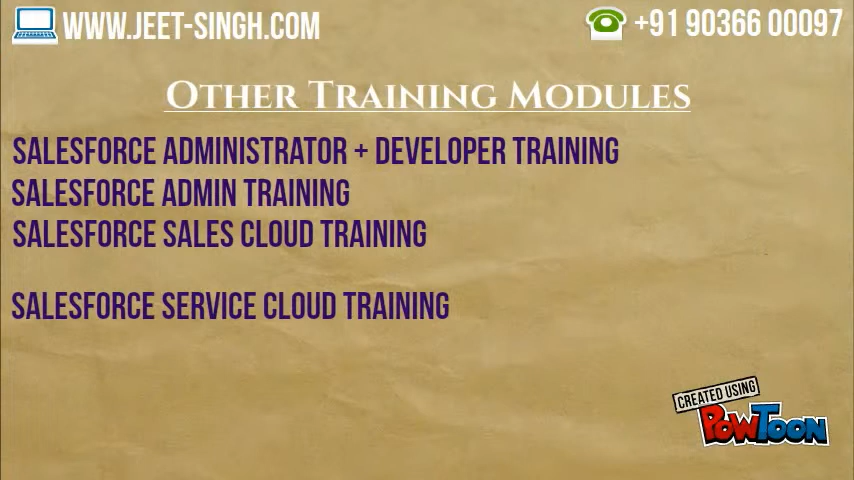 WWW.JEET-SINGH.COM
+91 90366 00097
OTHER TRAINING MODULES
SALESFORCE ADMINISTRATOR + DEVELOPER TRAINING
SALESFORCE ADMIN TRAINING
SALESFORCE SALES CLOUD TRAINING
SALESFORCE SERVICE CLOUD TRAINING
CREATED USING
POWTOON